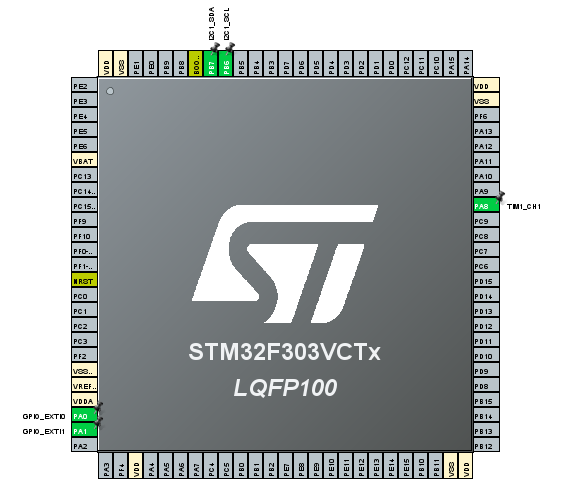 I2C1_SDA
I2C1_SCL
VDD
VSS
PE1
PE0
PB9
PB8
BOO..
PB7
PB6
PB5
PB4
PB3
PD7
PD6
PD5
PD4
PD3
PD2
PD1
PD0
PC12
PC11
PC10
PA15
PA14
PE2
PE3
PE4
PE5
PE6
VBAT
PC13
PC14..
PC15..
PF9
PF10
PF0-..
PF1-..
NRST
PC0
PC1
PC2
PC3
PF2
VSS..
VREF..
VDDA
GPIO_EXTI0
PA0
GPIO_EXTI1
PA1
PA2
ST
STM32F303VCTx
LQFP100
VDD
VSS
PF6
PA13
PA12
PA11
PA10
PA9
PA8
TIM1_CH1
PC9
PC8
PC7
PC6
PD15
PD14
PD13
PD12
PD11
PD10
PD9
PD8
PB15
PB14
PB13
PB12
PA3
PF4
VDD
PA4
PA5
PA6
PA7
PC4
PC5
PB0
PB1
PB2
PE7
PE8
PE9
PE10
PE11
PE12
PE13
PE14
PE15
PB10
PB11
VSS
VDD